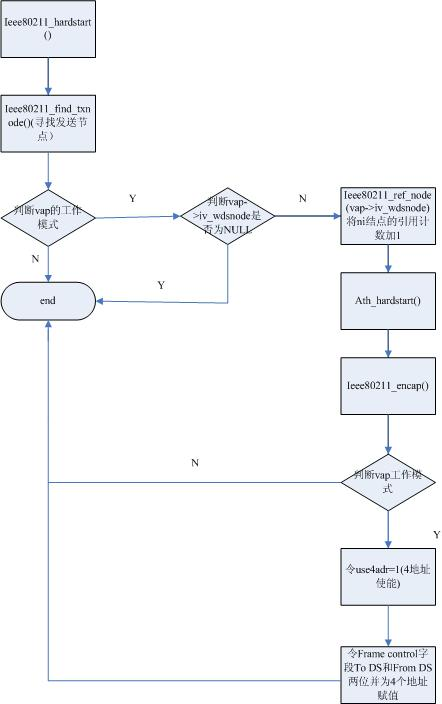 Ieee80211_hardstart
()
Ieee80211_find_txn
ode()(寻找发送节
点）
判断vap的工作
模式
Y
判断vap-
>iv_wdsnode是
否为NULL
N
Ieee80211_ref_node
(vap->iv_wdsnode)
将ni结点的引用计
数加1
N
Y
end
Ath_hardstart()
Ieee80211_encap()
判断vap工作模
式
N
Y
令use4adr=1(4地址
使能)
令Frame control字
段To DS和From DS
两位并为4个地址
赋值